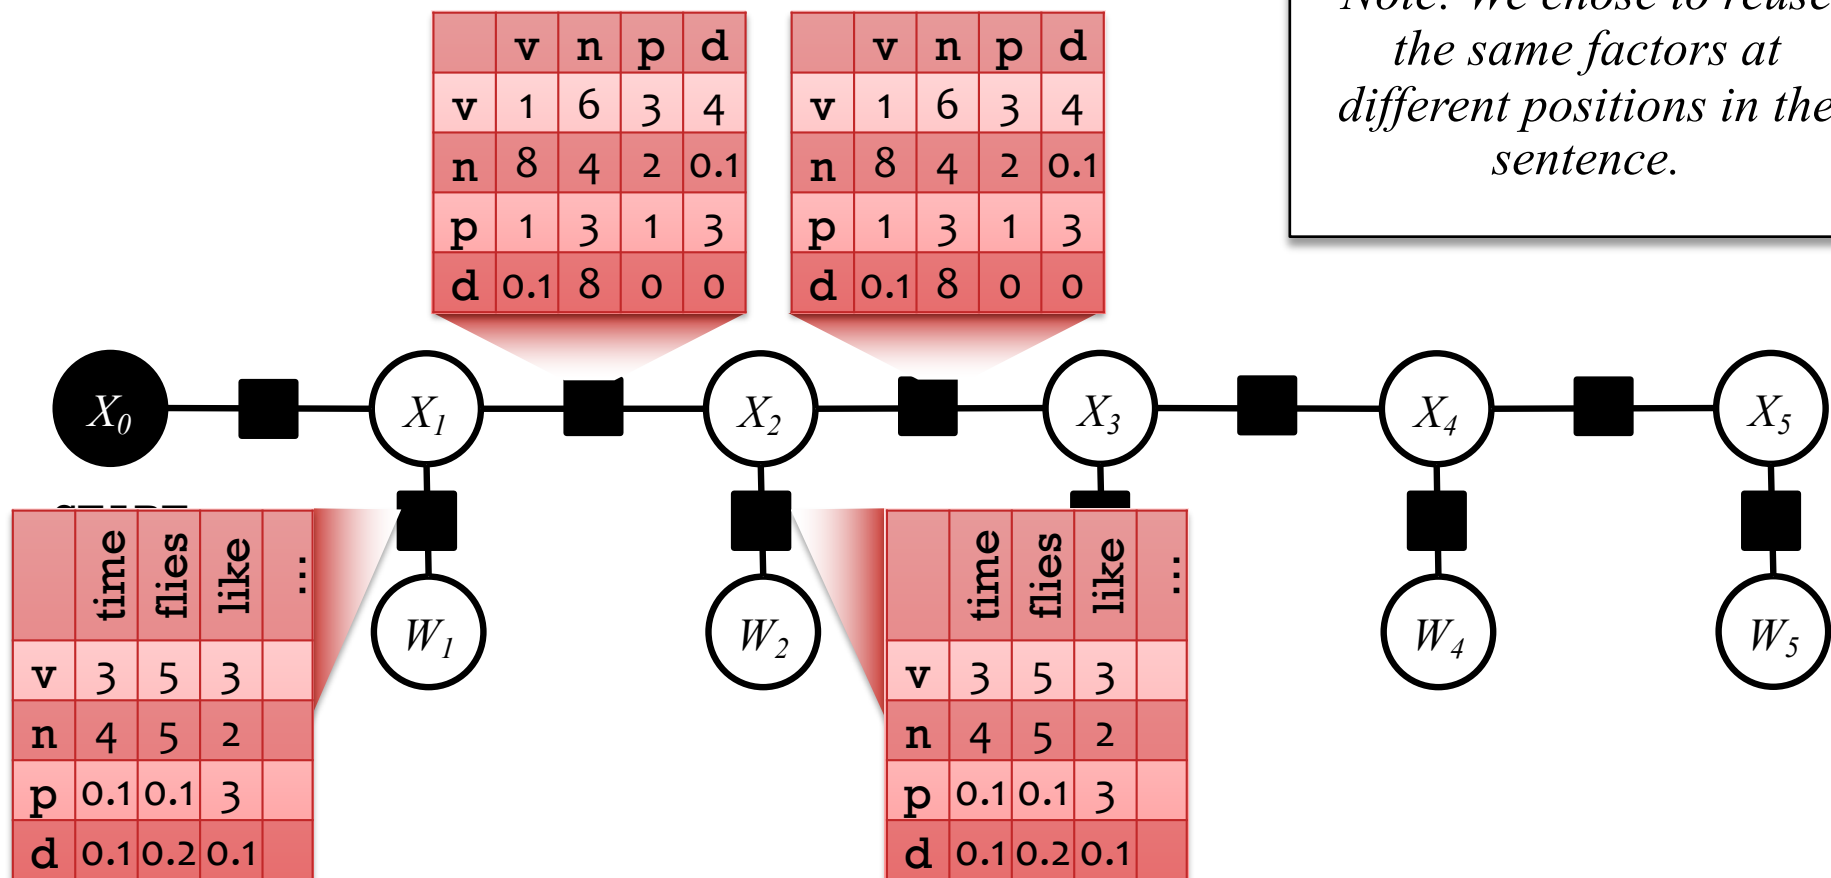 Note: We chose to reuse
the same factors at
different positions in the
sentence.
v n p d
v 1 6 3 4
n 8 4 2 0.1
p 1 3 1 3
d 0.1 8 0 0
v n p d
v 1 6 3 4
n 8 4 2 0.1
p 1 3 1 3
d 0.1 8 0 0
X0 X1 X2 X3 X4 X5
time flies like ...
v 3 5 3
n 4 5 2
p 0.1 0.1 3
d 0.1 0.2 0.1
W1 W2
time flies like ...
v 3 5 3
n 4 5 2
p 0.1 0.1 3
d 0.1 0.2 0.1
W4 W5